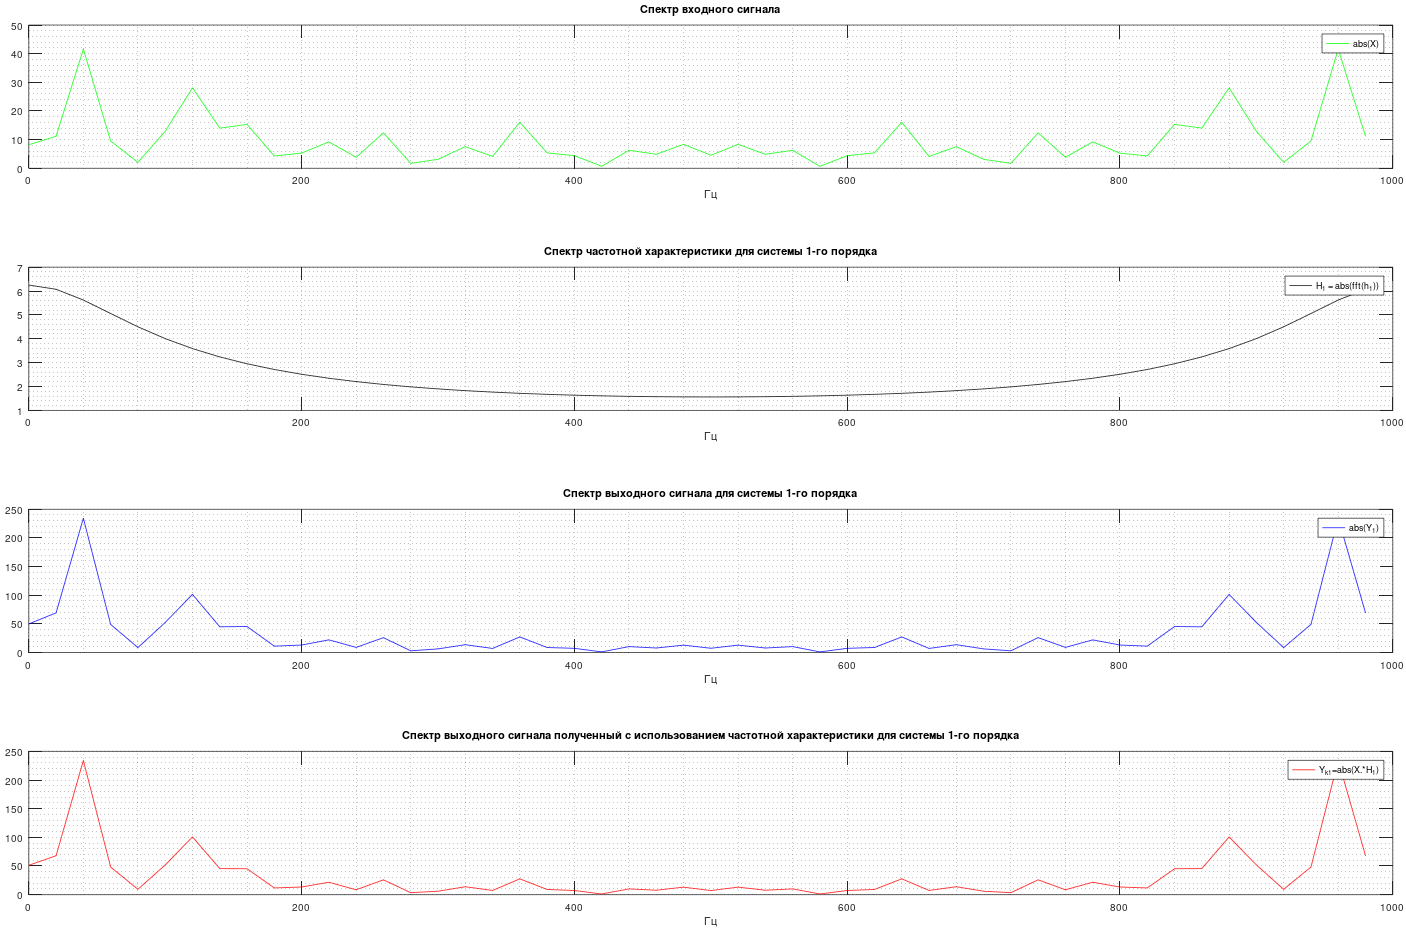 Спектр входного сигнала
50
40
30
20
10
0
abs(X)
0 200 400 600 800 1000
Гц
Спектр частотной характеристики для системы 1-го порядка
7
6
5
4
3
2
1
H1 = abs(fft(h1))
0 200 400 600 800 1000
Гц
Спектр выходного сигнала для системы 1-го порядка
250
200
150
100
50
0
abs(Y1)
0 200 400 600 800 1000
Гц
Спектр выходного сигнала полученный с использованием частотной характеристики для системы 1-го порядка
250
200
150
100
50
0
Yk1=abs(X.*H1)
0 200 400 600 800 1000
Гц